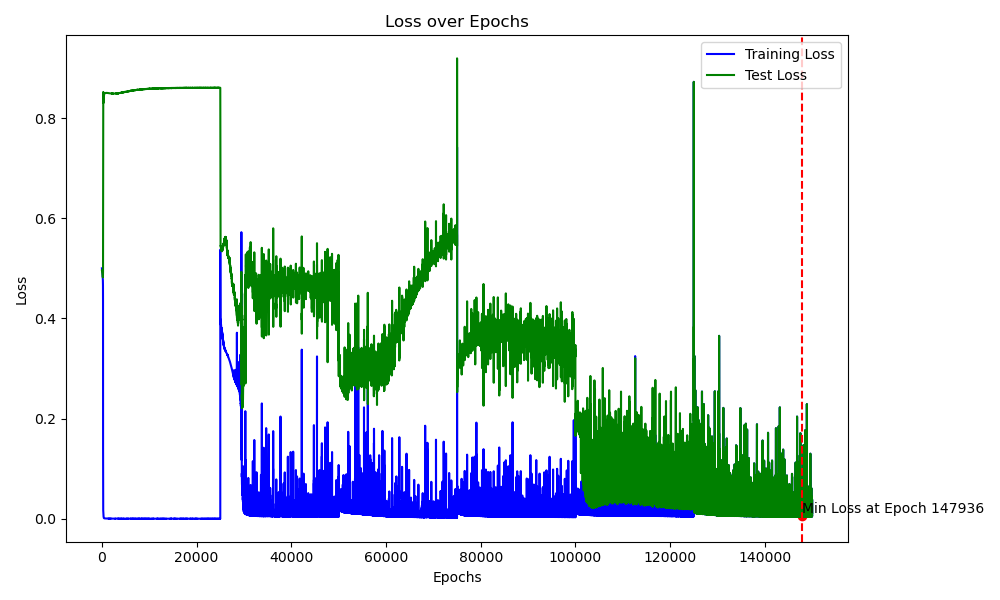 Loss over Epochs
Training Loss
Test Loss
Loss
0.8
0.6
0.4
0.2
0.0
Min Loss at Epoch 147936
0
20000
40000
60000
80000
100000
120000
140000
Epochs